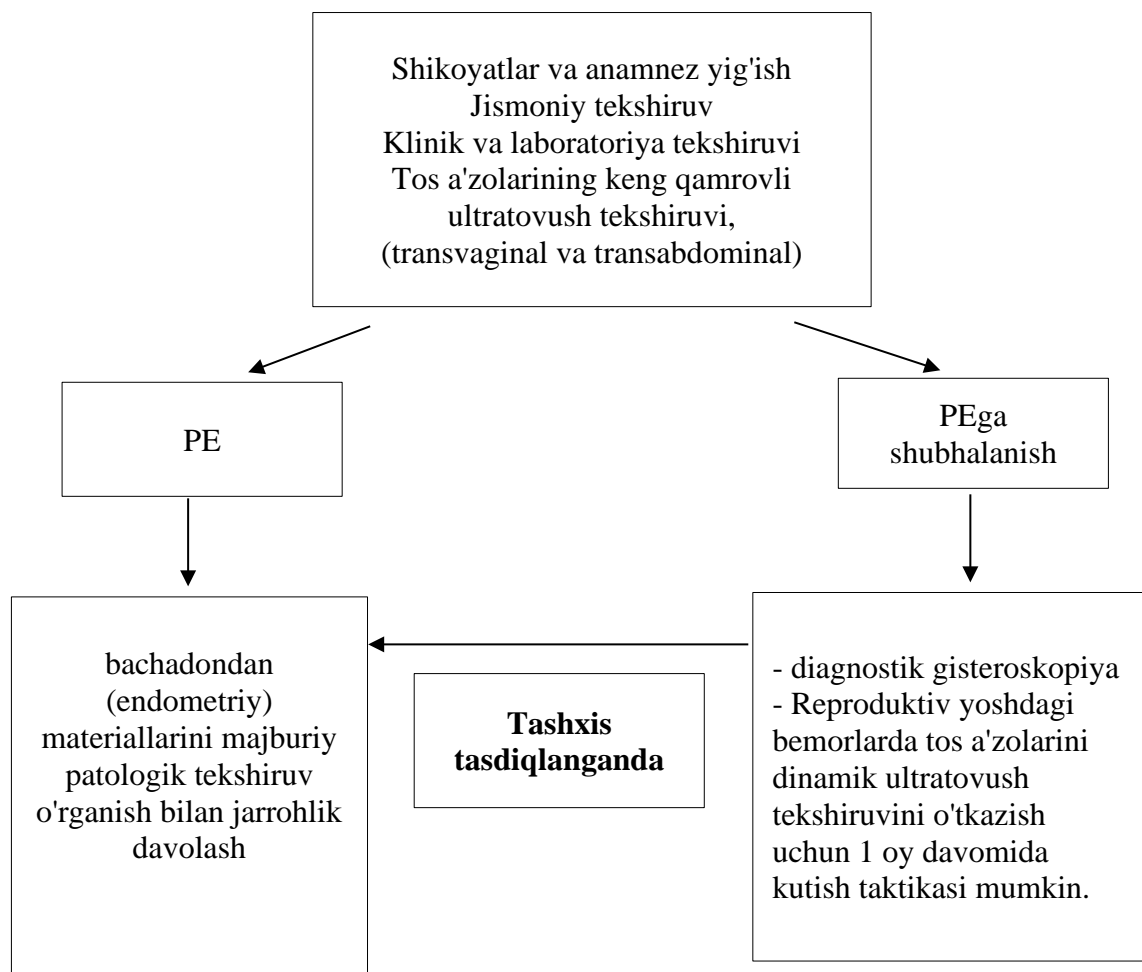 Shikoyatlar va anamnez yig'ish
Jismoniy tekshiruv
Klinik va laboratoriya tekshiruvi
Tos a'zolarining keng qamrovli
ultratovush tekshiruvi,
(transvaginal va transabdominal)
PE
PEga
shubhalanish
bachadondan
(endometriy)
materiallarini majburiy
patologik tekshiruv
o'rganish bilan jarrohlik
davolash
Tashxis
tasdiqlanganda
- diagnostik gisteroskopiya
- Reproduktiv yoshdagi
bemorlarda tos a'zolarini
dinamik ultratovush
tekshiruvini o'tkazish
uchun 1 oy davomida
kutish taktikasi mumkin.